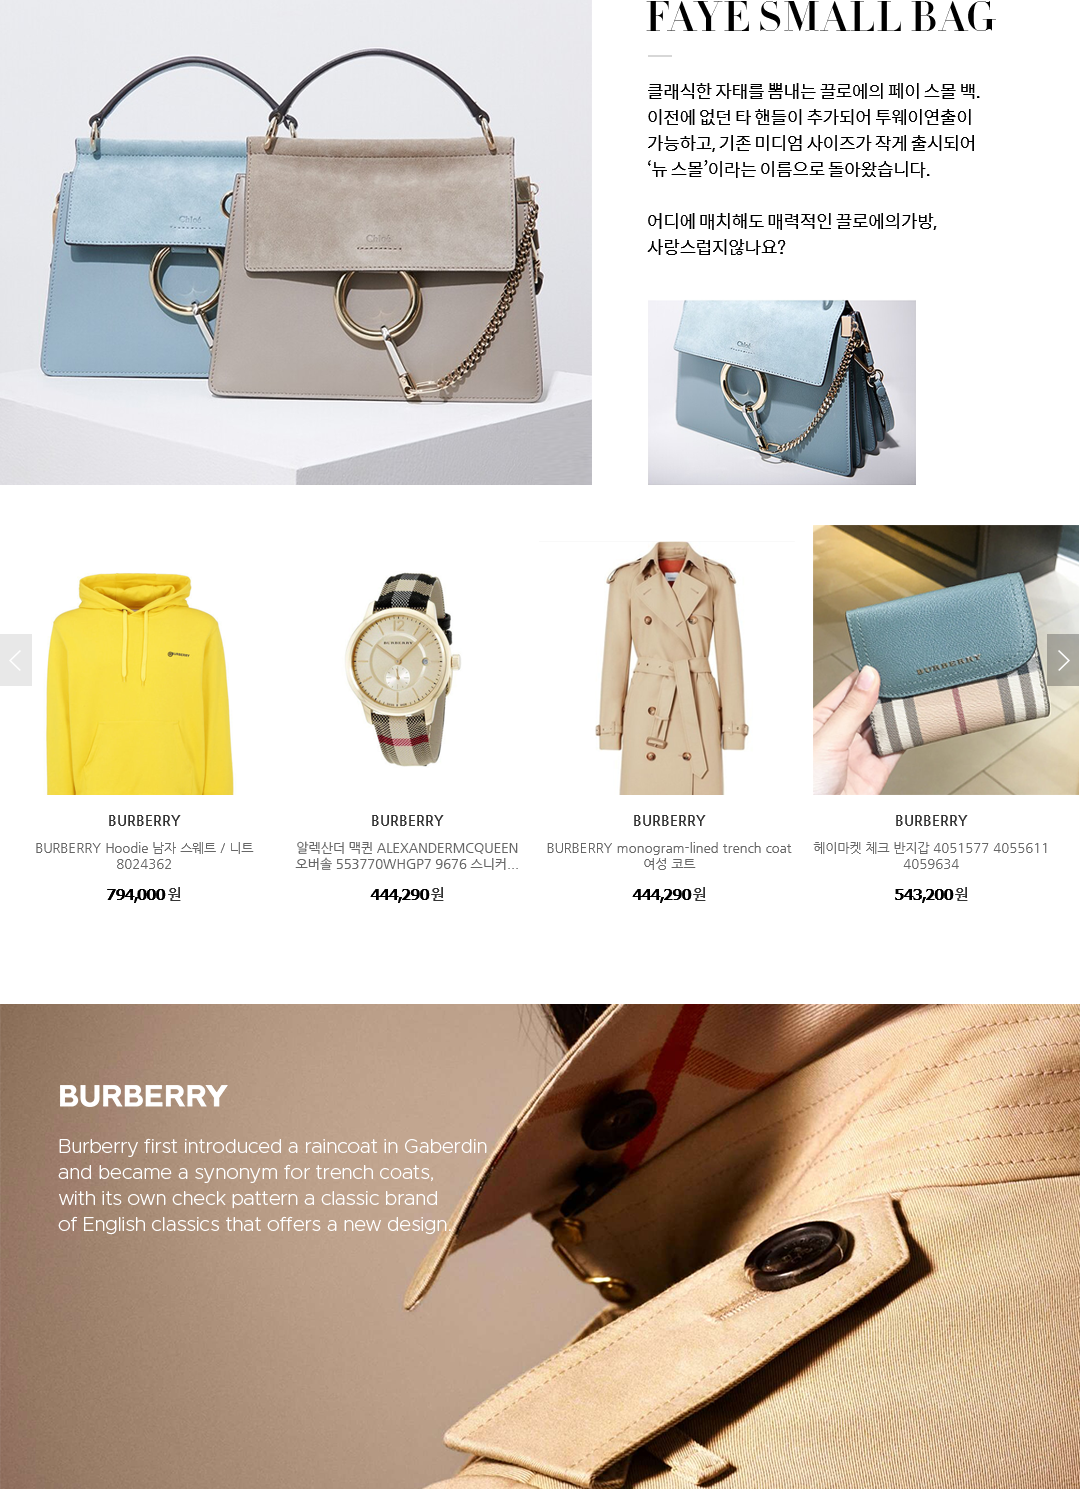 FAYE SMALL BAG
클래식한 자태를 뽐내는 끌로에의 페이 스몰 백.
이전에 없던 타 핸들이 추가되어 투웨이연출이
가능하고, 기존 미디엄 사이즈가 작게 출시되어
‘뉴 스몰’이라는 이름으로 돌아왔습니다.
어디에 매치해도 매력적인 끌로에의가방,
사랑스럽지않나요?
Chloé
Chloé
Chloé
BURBERRY
BURBERRY
BURBERRY
BURBERRY
BURBERRY Hoodie 남자 스웨트 / 니트
8024362
794,000 원
BURBERRY
알렉산더 맥퀸 ALEXANDERMCQUEEN
오버솔 553770WHGP7 9676 스니커...
444,290 원
BURBERRY
BURBERRY monogram-lined trench coat
여성 코트
444,290 원
BURBERRY
헤이마켓 체크 반지갑 4051577 4055611
4059634
543,200 원
BURBERRY
Burberry first introduced a raincoat in Gaberdin
and became a synonym for trench coats,
with its own check pattern a classic brand
of English classics that offers a new design.